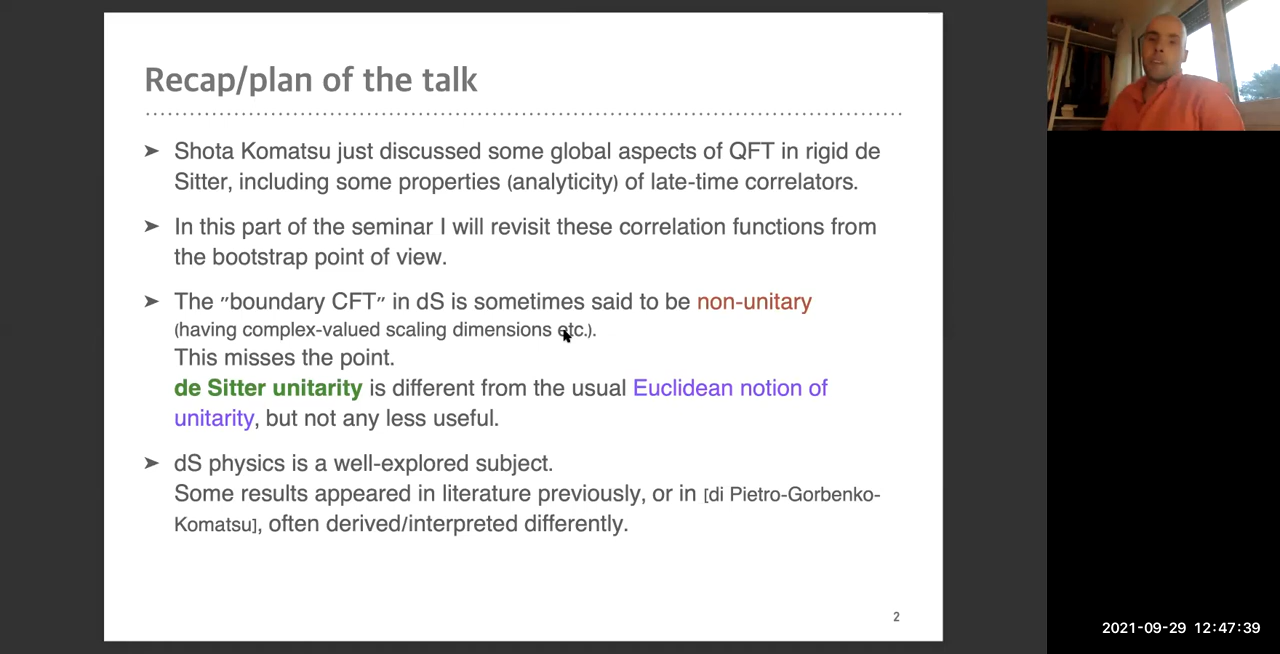 Recap/plan of the talk
➤ Shota Komatsu just discussed some global aspects of QFT in rigid de
Sitter, including some properties (analyticity) of late-time correlators.
➤ In this part of the seminar I will revisit these correlation functions from
the bootstrap point of view.
➤ The ″boundary CFT″ in dS is sometimes said to be non-unitary
(having complex-valued scaling dimensions etc.).
This misses the point.
de Sitter unitarity is different from the usual Euclidean notion of
unitarity, but not any less useful.
➤ dS physics is a well-explored subject.
Some results appeared in literature previously, or in [di Pietro-Gorbenko-
Komatsu], often derived/interpreted differently.
2
2021-09-29 12:47:39